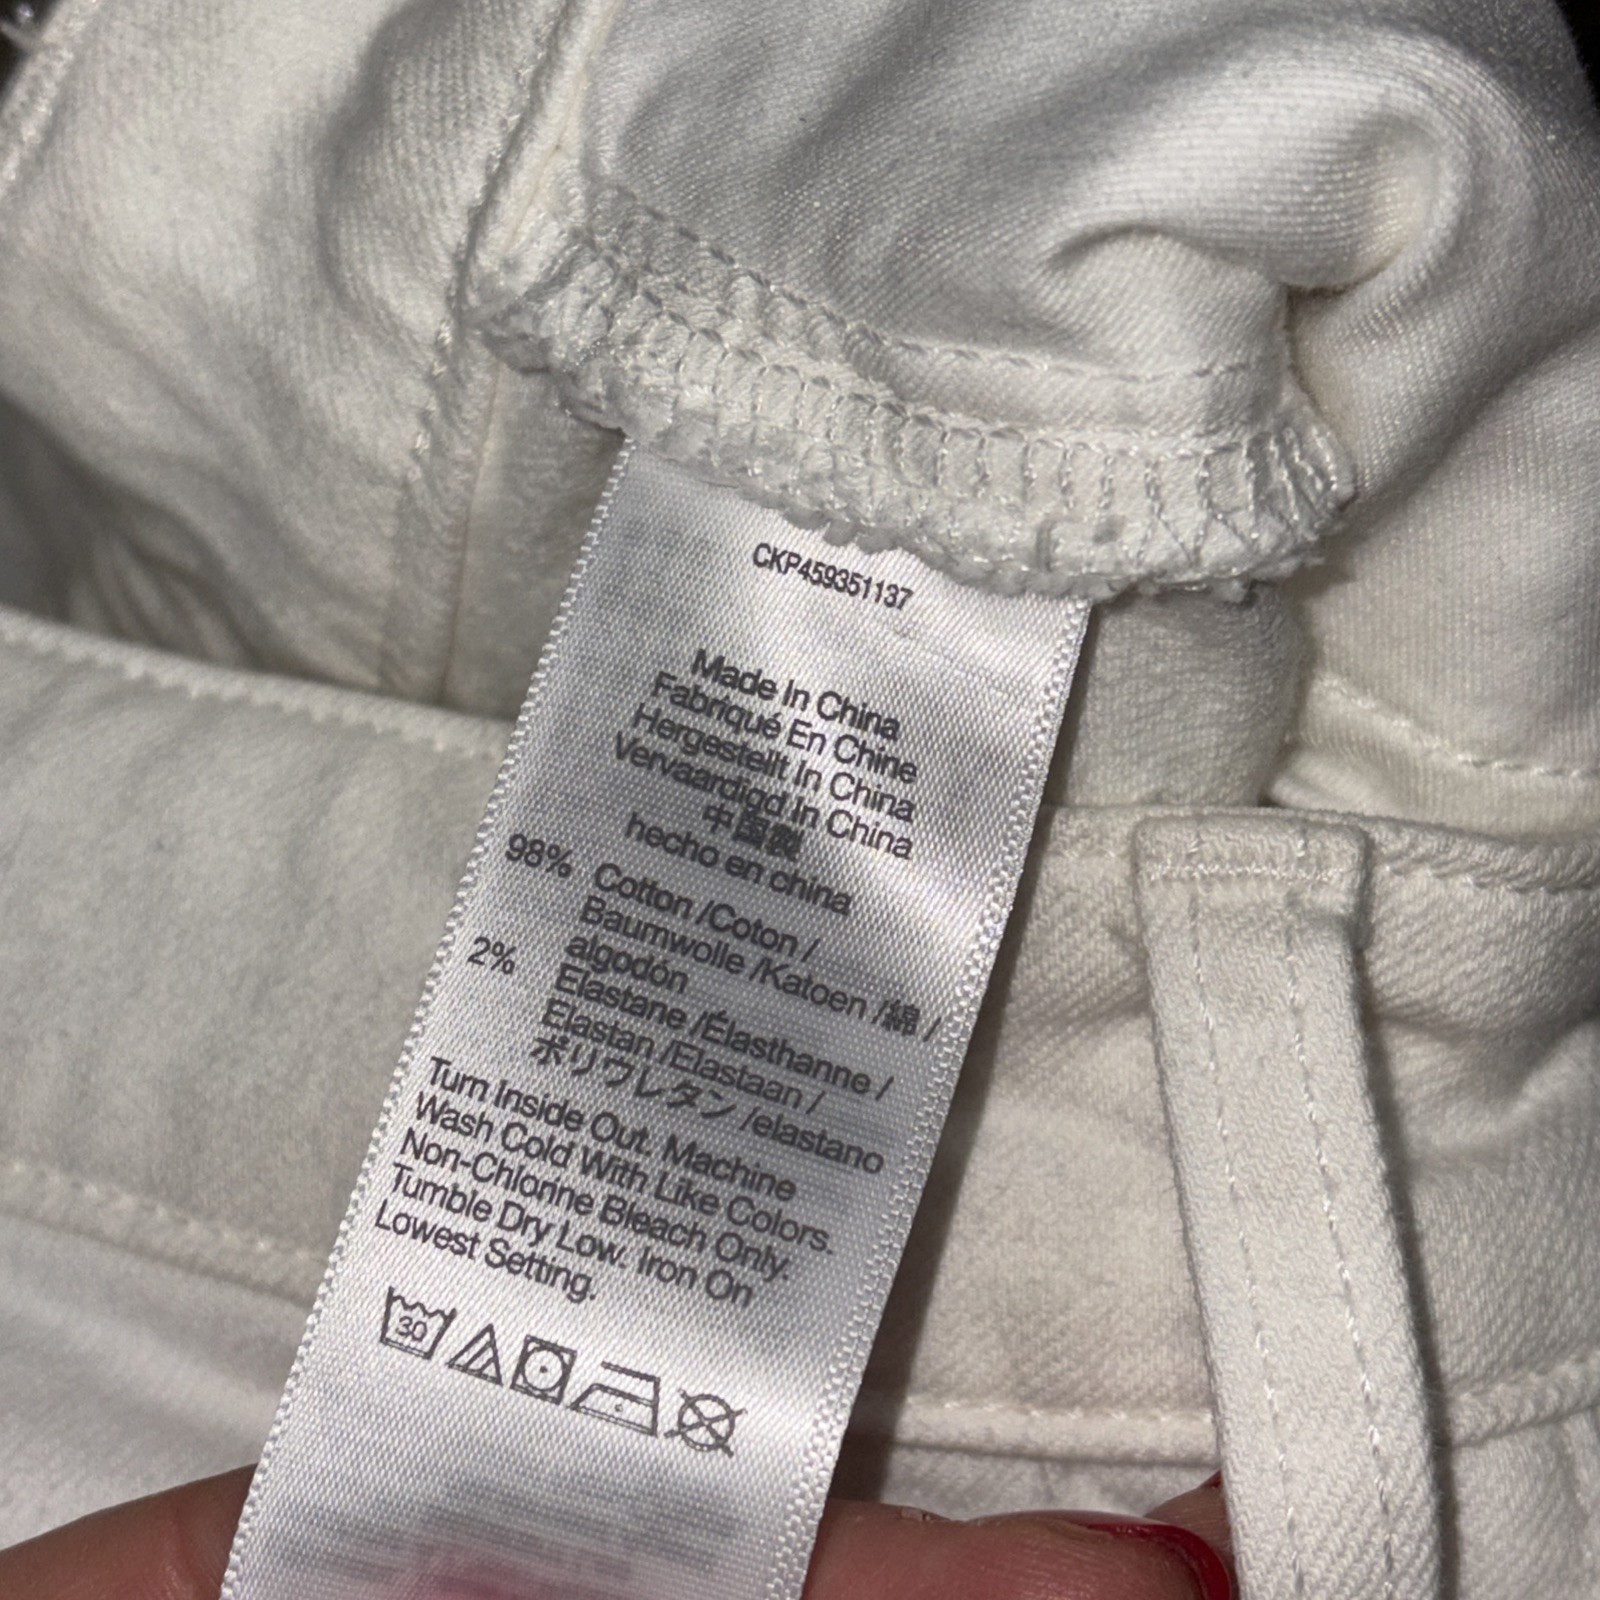 CKP459351137
Made In China
Fabriqué En Chine
Hergestellt In China
Vervaardigd In China
中国製
hecho en china
98% Cotton /Coton /
Baumwolle /Katoen /綿 /
algodón
2% Elastane /Élasthanne /
Elastan /Elastaan /
ポリウレタン /elastano
Turn Inside Out. Machine
Wash Cold With Like Colors.
Non-Chlorine Bleach Only.
Tumble Dry Low. Iron On
Lowest Setting.
30